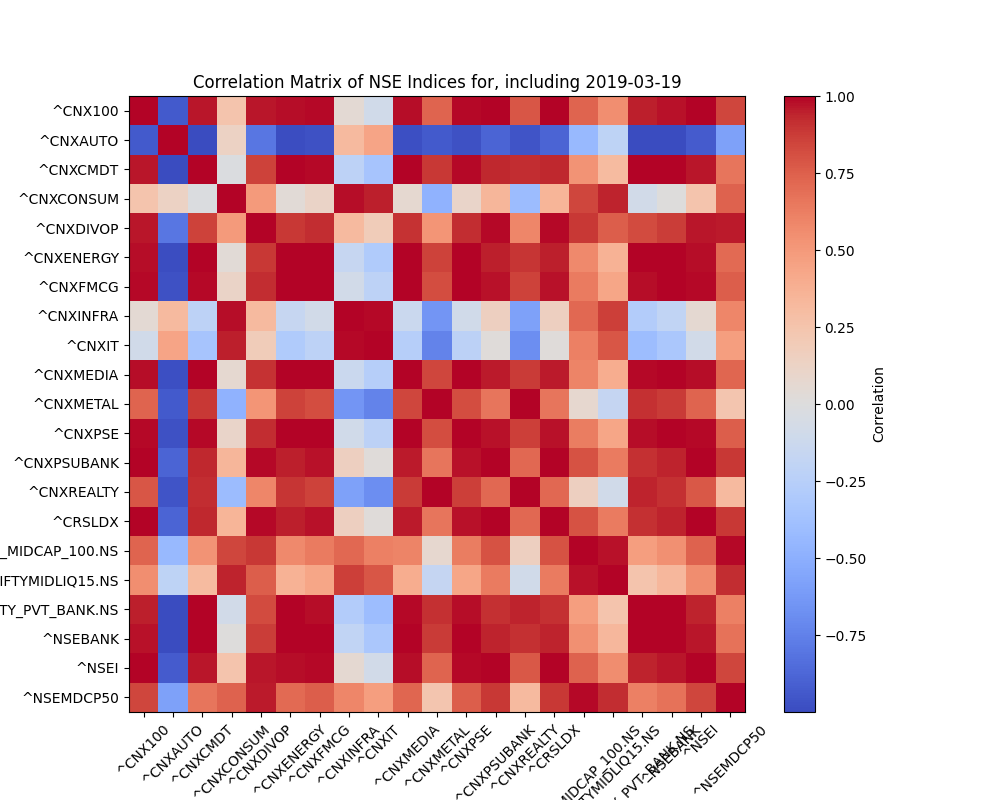 Correlation Matrix of NSE Indices for, including 2019-03-19
^CNX100
^CNXAUTO
^CNXCMDT
^CNXCONSUM
^CNXDIVOP
^CNXENERGY
^CNXFMCG
^CNXINFRA
^CNXIT
^CNXMEDIA
^CNXMETAL
^CNXPSE
^CNXPSUBANK
^CNXREALTY
^CRSLDX
_MIDCAP_100.NS
IFTYMIDLIQ15.NS
TY_PVT_BANK.NS
^NSEBANK
^NSEI
^NSEMDCP50
^CNX100
^CNXAUTO
^CNXCMDT
^CNXCONSUM
^CNXDIVOP
^CNXENERGY
^CNXFMCG
^CNXINFRA
^CNXIT
^CNXMEDIA
^CNXMETAL
^CNXPSE
^CNXPSUBANK
^CNXREALTY
^CRSLDX
MIDCAP_100.NS
TYMIDLIQ15.NS
PVT_BANK.NS
^NSEBANK
^NSEI
^NSEMDCP50
1.00
0.75
0.50
0.25
0.00
−0.25
−0.50
−0.75
Correlation